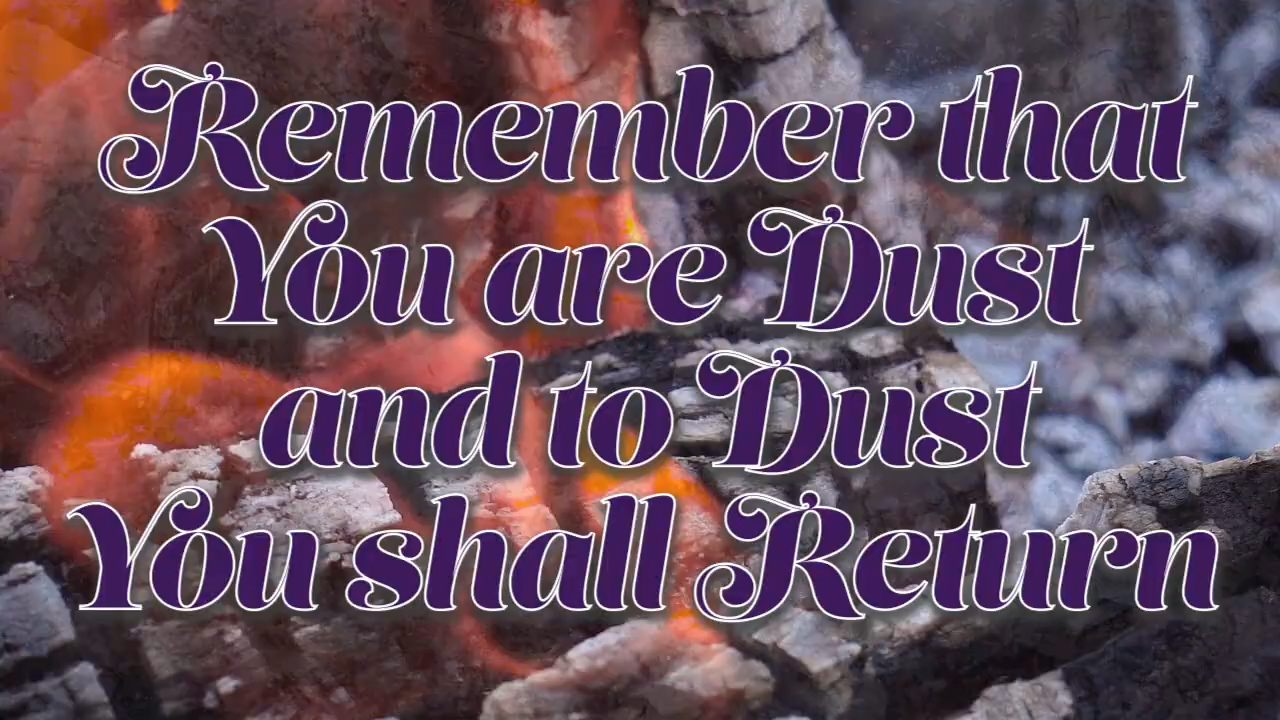 Remember that
You are Dust
and to Dust
You shall Return